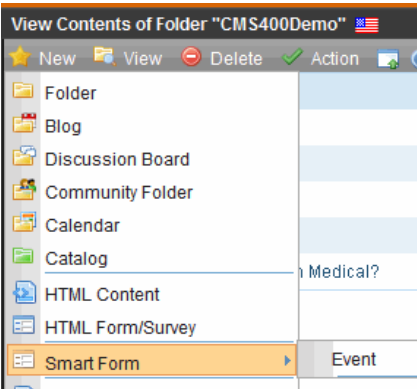 View Contents of Folder "CMS400Demo"
New View Delete Action
Folder
Blog
Discussion Board
Community Folder
Calendar
Catalog
Medical?
HTML Content
HTML Form/Survey
Smart Form Event